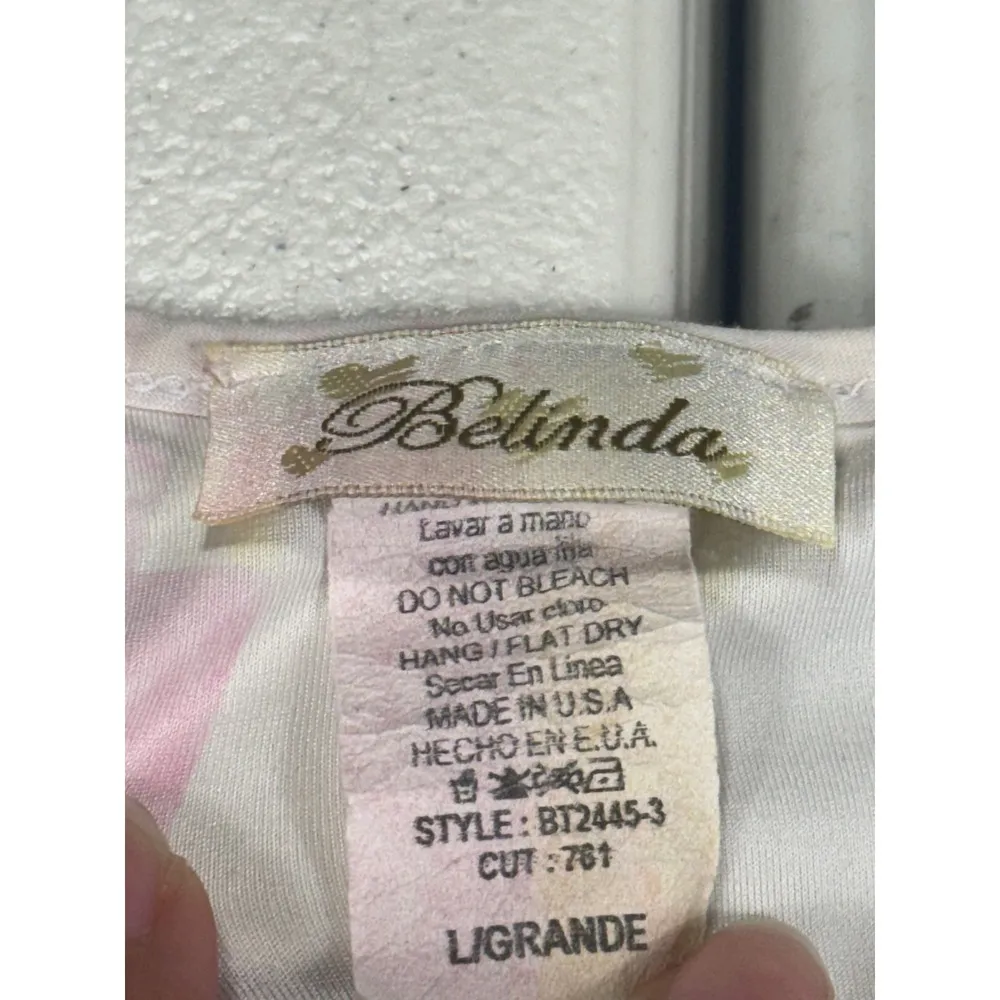 Belinda
Lavar a mano
con agua fria
DO NOT BLEACH
No Usar cloro
HANG / FLAT DRY
Secar En Linea
MADE IN U.S.A
HECHO EN E.U.A.
STYLE : BT2445-3
CUT : 761
L/GRANDE